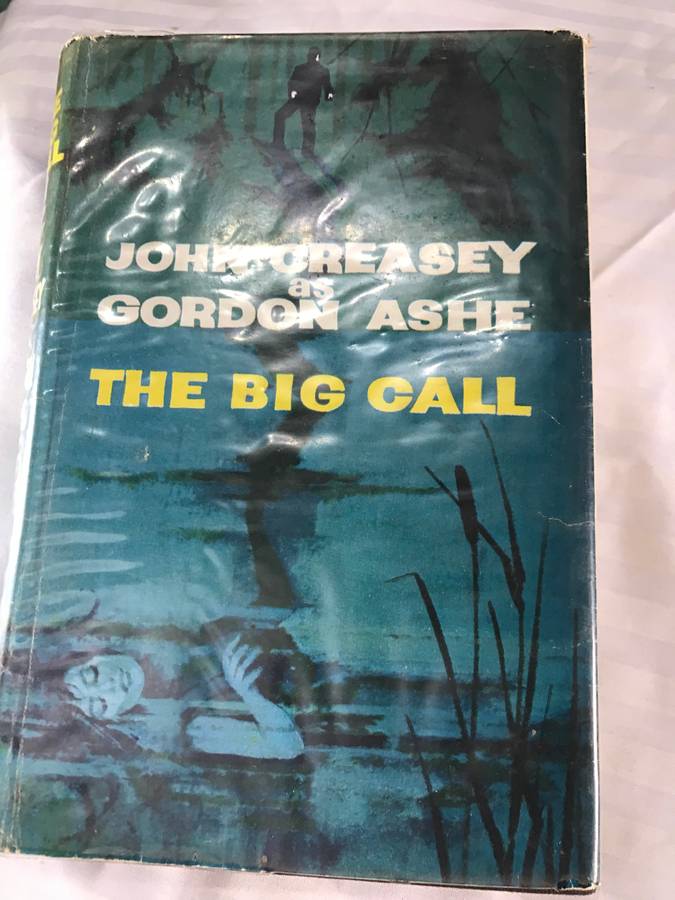 JOHN CREASEY
as
GORDON ASHE
THE BIG CALL